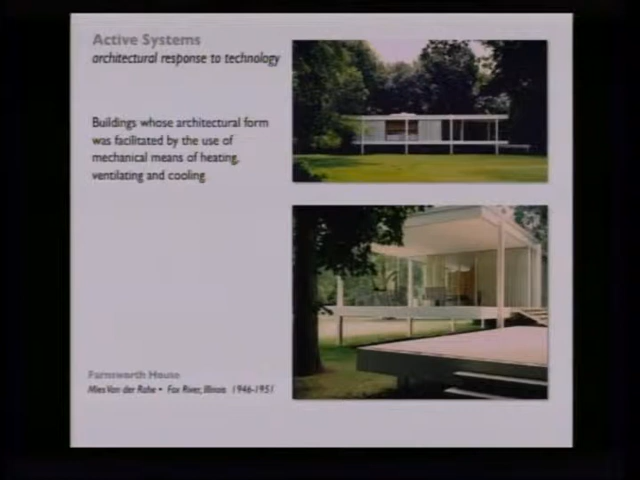 Active Systems
architectural response to technology
Buildings whose architectural form
was facilitated by the use of
mechanical means of heating,
ventilating and cooling
Farnsworth House
Mies Van der Rohe • Fox River, Illinois 1946-1951